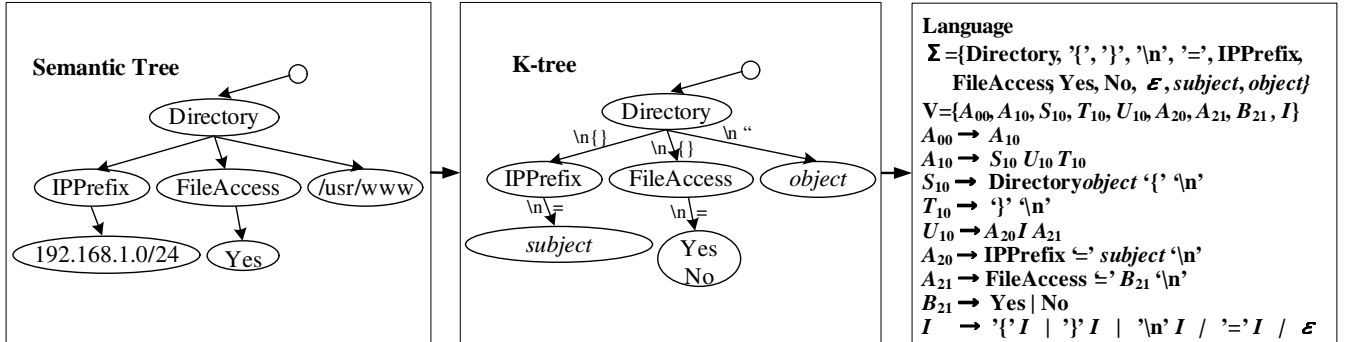 Semantic Tree
Directory
IPPrefix
FileAccess
/usr/www
192.168.1.0/24
Yes
K-tree
Directory
\n{}
\n {}
\n “
IPPrefix
FileAccess
object
\n =
\n =
subject
Yes
No
Language
Σ={Directory, ’{’, ’}’, ’\n’, ’=’, IPPrefix,
FileAccess, Yes, No, ε, subject, object}
V={A00, A10, S10, T10, U10, A20, A21, B21, I}
A00 → A10
A10 → S10 U10 T10
S10 → Directory object ‘{’ ‘\n’
T10 → ‘}’ ‘\n’
U10 → A20 I A21
A20 → IPPrefix ‘=’ subject ‘\n’
A21 → FileAccess ‘=’ B21 ‘\n’
B21 → Yes | No
I → ’{’ I | ’}’ I | ’\n’ I / ’=’ I / ε